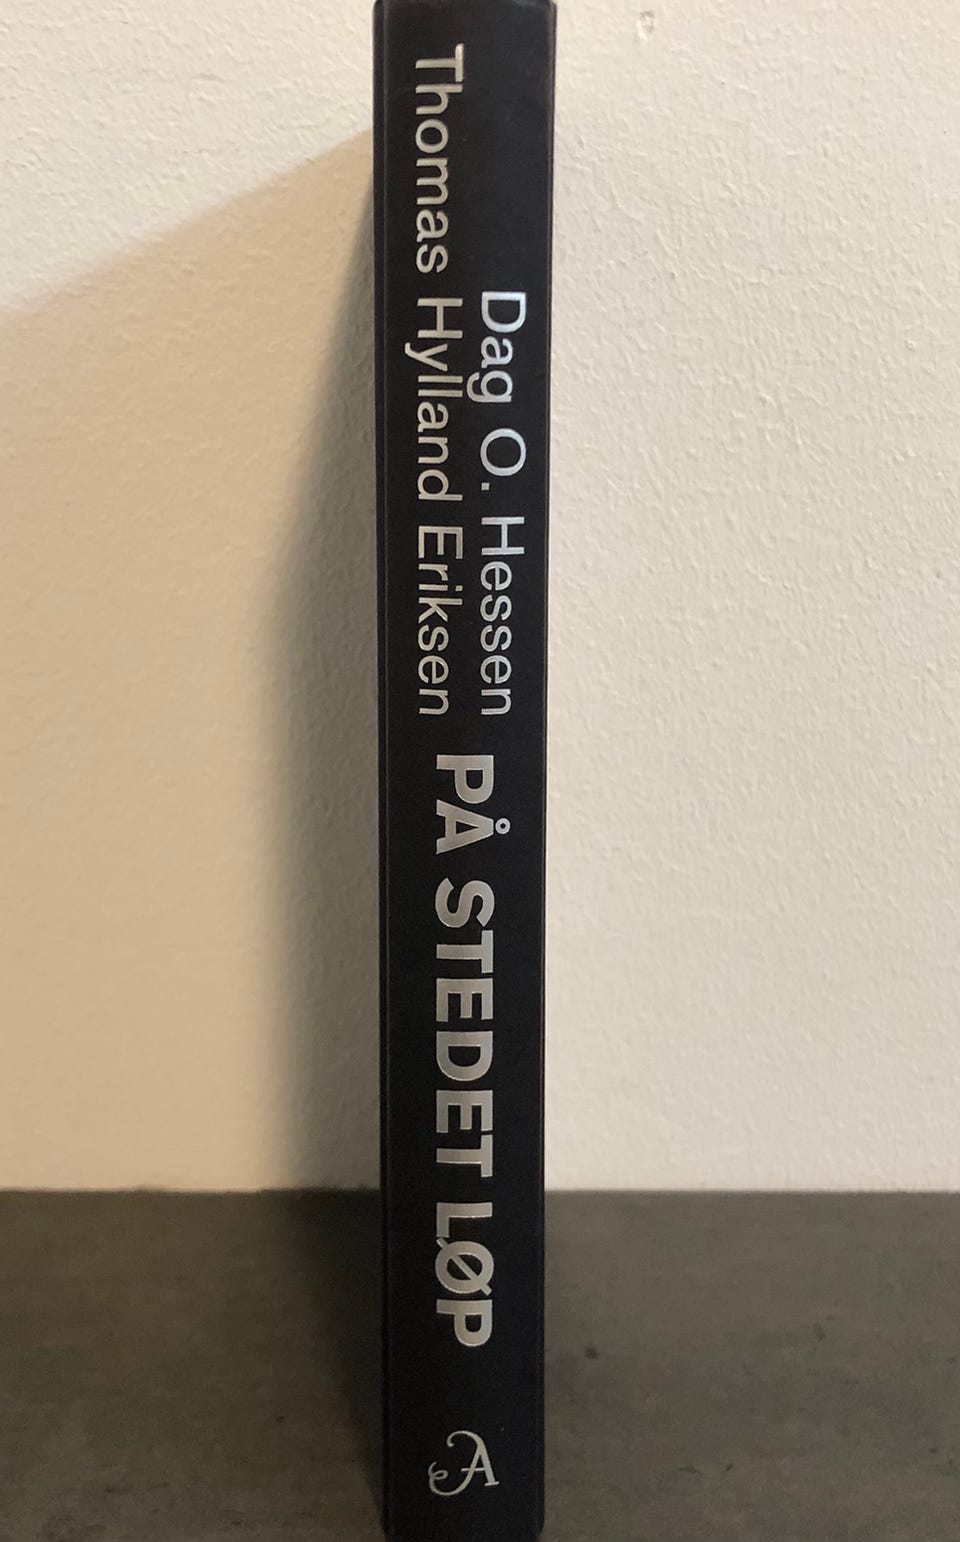 Dag O. Hessen
Thomas Hylland Eriksen
PÅ STEDET LØP
A